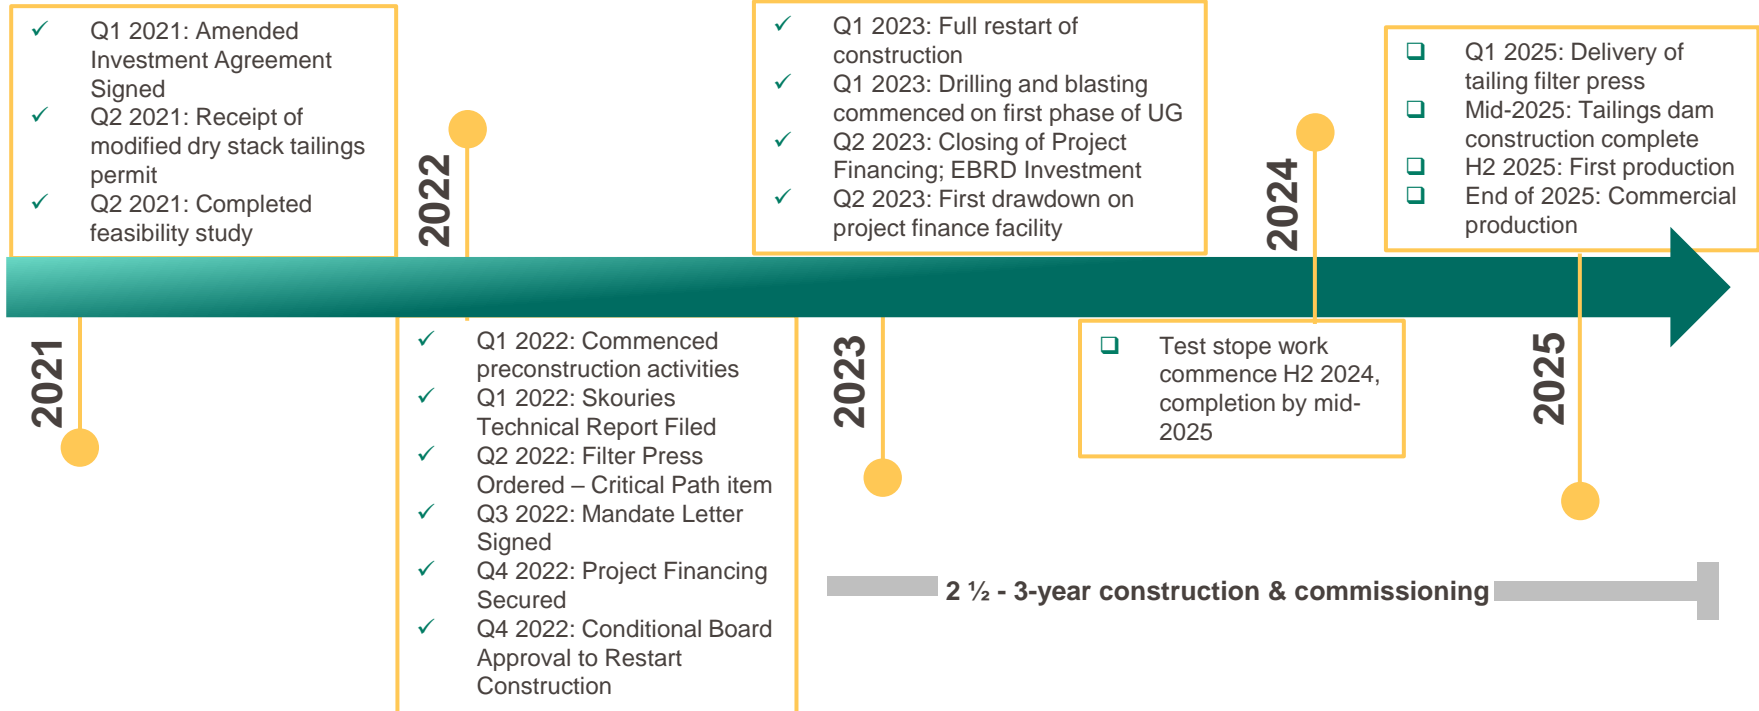 ✓ Q1 2021: Amended
Investment Agreement
Signed
✓ Q2 2021: Receipt of
modified dry stack tailings
permit
✓ Q2 2021: Completed
feasibility study
2021
2022
✓ Q1 2022: Commenced
preconstruction activities
✓ Q1 2022: Skouries
Technical Report Filed
✓ Q2 2022: Filter Press
Ordered – Critical Path item
✓ Q3 2022: Mandate Letter
Signed
✓ Q4 2022: Project Financing
Secured
✓ Q4 2022: Conditional Board
Approval to Restart
Construction
✓ Q1 2023: Full restart of
construction
✓ Q1 2023: Drilling and blasting
commenced on first phase of UG
✓ Q2 2023: Closing of Project
Financing; EBRD Investment
✓ Q2 2023: First drawdown on
project finance facility
2023
2024
❑ Test stope work
commence H2 2024,
completion by mid-
2025
❑ Q1 2025: Delivery of
tailing filter press
❑ Mid-2025: Tailings dam
construction complete
❑ H2 2025: First production
❑ End of 2025: Commercial
production
2025
2 ½ - 3-year construction & commissioning